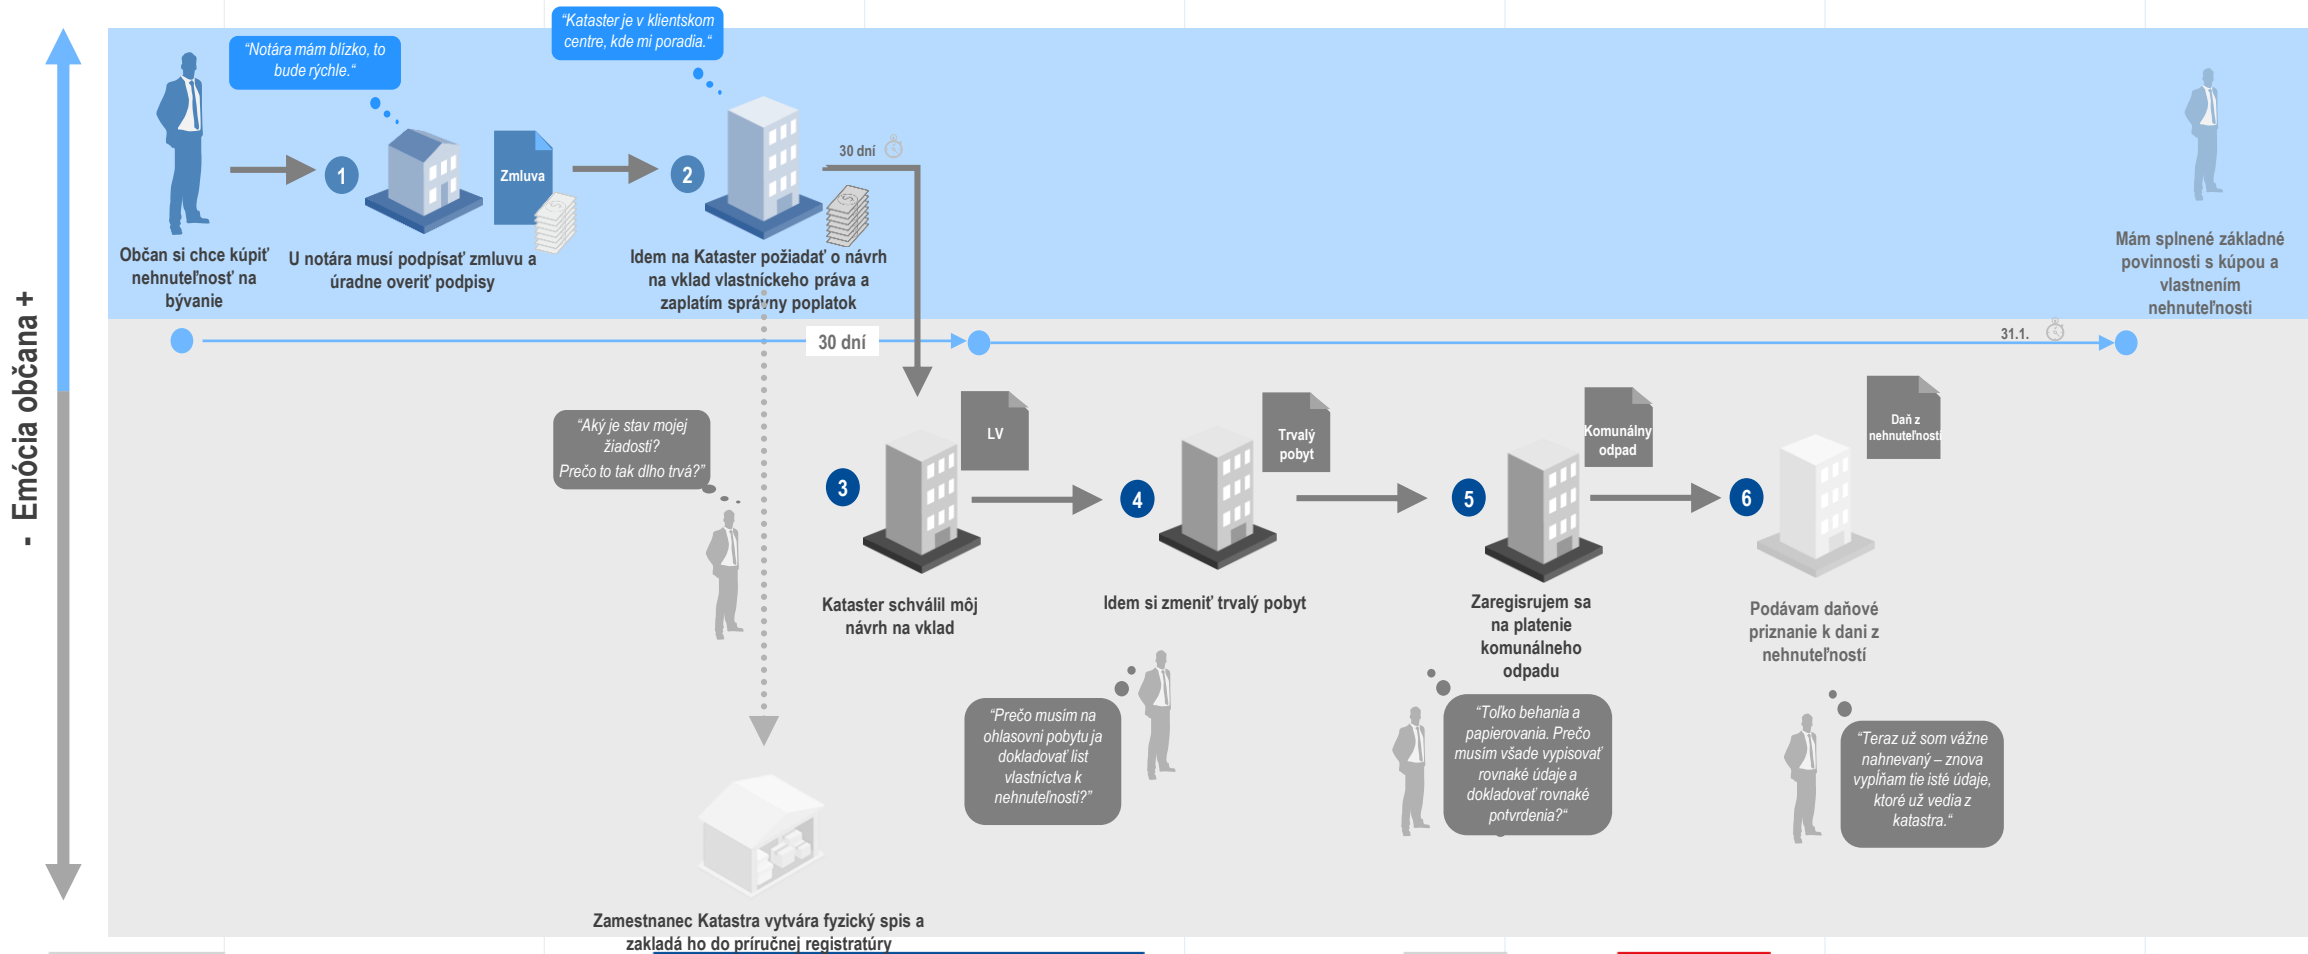 - Emócia občana +
“Notára mám blízko, to
bude rýchle.“
“Kataster je v klientskom
centre, kde mi poradia.“
1
Zmluva
2
30 dní
Občan si chce kúpiť
nehnuteľnosť na
bývanie
U notára musí podpísať zmluvu a
úradne overiť podpisy
Idem na Kataster požiadať o návrh
na vklad vlastníckeho práva a
zaplatím správny poplatok
Mám splnené základné
povinnosti s kúpou a
vlastnením
nehnuteľnosti
30 dní
31.1.
“Aký je stav mojej
žiadosti?
Prečo to tak dlho trvá?”
3
LV
4
Trvalý
pobyt
5
Komunálny
odpad
6
Daň z
nehnuteľností
Kataster schválil môj
návrh na vklad
Idem si zmeniť trvalý pobyt
Zaregisrujem sa
na platenie
komunálneho
odpadu
Podávam daňové
priznanie k dani z
nehnuteľností
“Prečo musim na
ohlasovni pobytu ja
dokladovať list
vlastníctva k
nehnuteľnosti?”
“Toľko behania a
papierovania. Prečo
musím všade vypisovať
rovnaké údaje a
dokladovať rovnaké
potvrdenia?“
“Teraz už som vážne
nahnevaný – znova
vypĺňam tie isté údaje,
ktoré už vedia z
katastra.“
Zamestnanec Katastra vytvára fyzický spis a
zakladá ho do príručnej registratúry